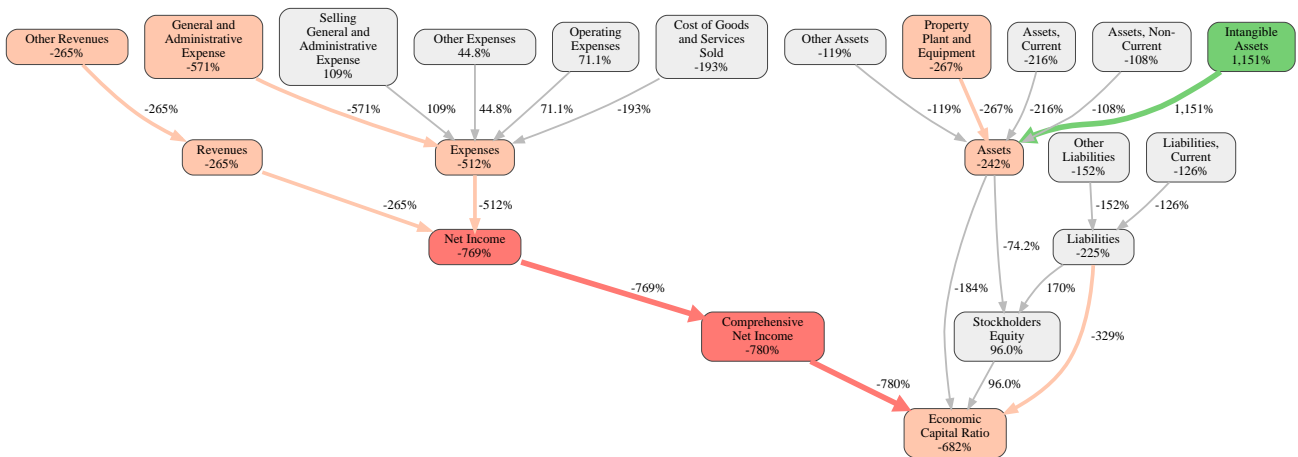 Other Revenues
-265%
General and
Administrative
Expense
-571%
Selling
General and
Administrative
Expense
109%
Other Expenses
44.8%
Operating
Expenses
71.1%
Cost of Goods
and Services
Sold
-193%
Other Assets
-119%
Property
Plant and
Equipment
-267%
Assets,
Current
-216%
Assets, Non-
Current
-108%
Intangible
Assets
1,151%
-265%
-571%
109%
44.8%
71.1%
-193%
-119%
-267%
-216%
-108%
1,151%
Revenues
-265%
Expenses
-512%
Assets
-242%
Other
Liabilities
-152%
Liabilities,
Current
-126%
-265%
-512%
-152%
-126%
Net Income
-769%
-74.2%
Liabilities
-225%
-769%
-184%
170%
Comprehensive
Net Income
-780%
Stockholders
Equity
96.0%
-329%
-780%
96.0%
Economic
Capital Ratio
-682%